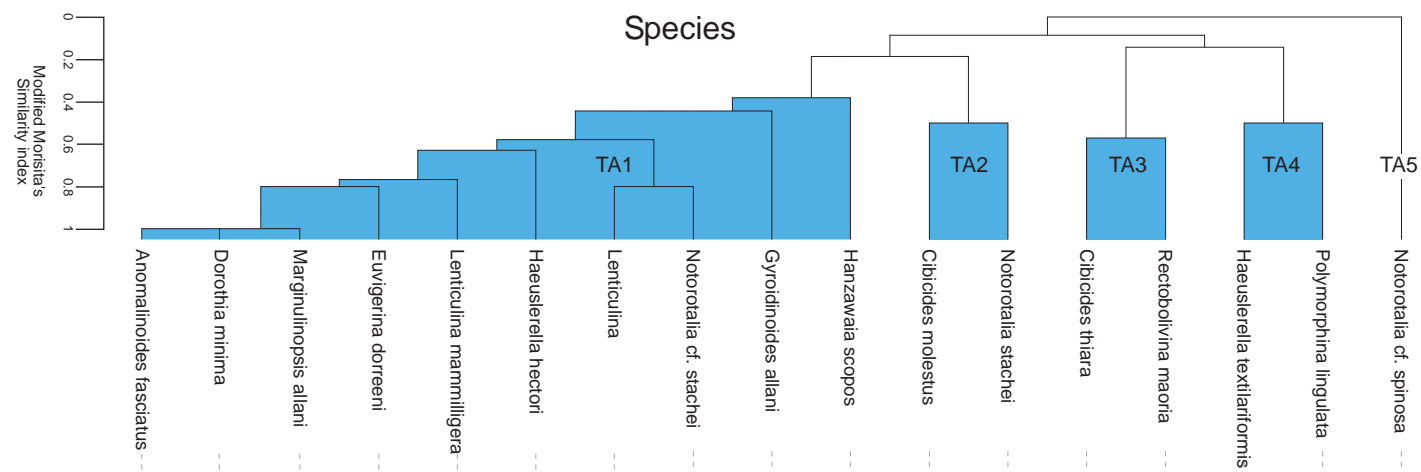 Species
0
0.2
0.4
0.6
0.8
1
Modified Morisita's
Similarity index
TA1
TA2
TA3
TA4
TA5
Anomalinoides fasciatus
Dorothia minima
Marginulinopsis allani
Euvigerina dorreeni
Lenticulina mammilligera
Haeuslerella hectori
Lenticulina
Notorotalia cf. stachei
Gyroidinoides allani
Hanzawaia scopos
Cibicides molestus
Notorotalia stachei
Cibicides thiara
Rectobolivina maoria
Haeuslerella textilariformis
Polymorphina lingulata
Notorotalia cf. spinosa